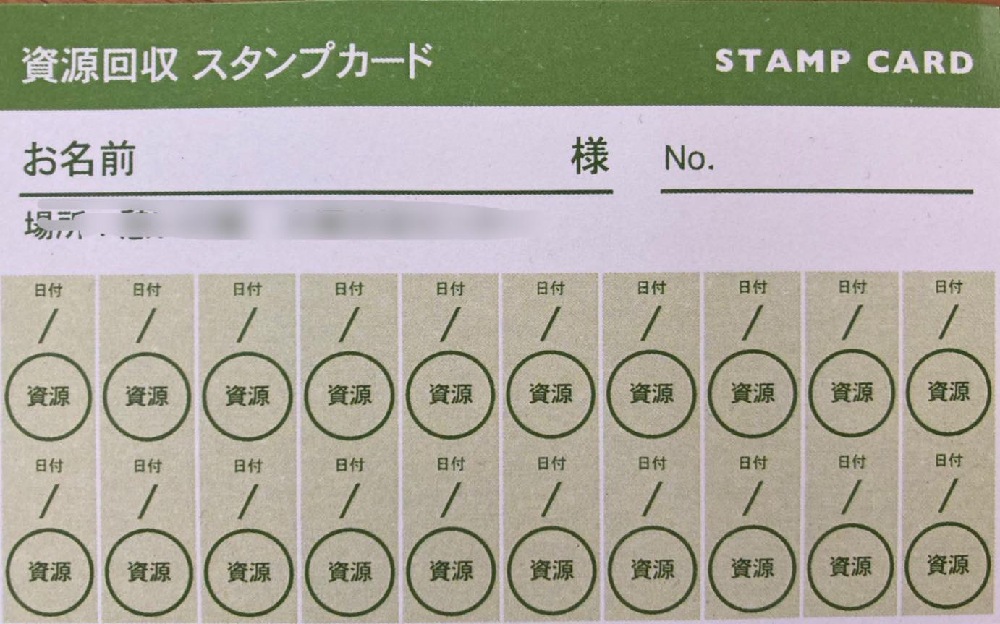 資源回収 スタンプカード STAMP CARD
お名前 様 No.
場所
日付 日付 日付 日付 日付 日付 日付 日付 日付 日付
/ / / / / / / / / /
資源 資源 資源 資源 資源 資源 資源 資源 資源 資源
日付 日付 日付 日付 日付 日付 日付 日付 日付 日付
/ / / / / / / / / /
資源 資源 資源 資源 資源 資源 資源 資源 資源 資源